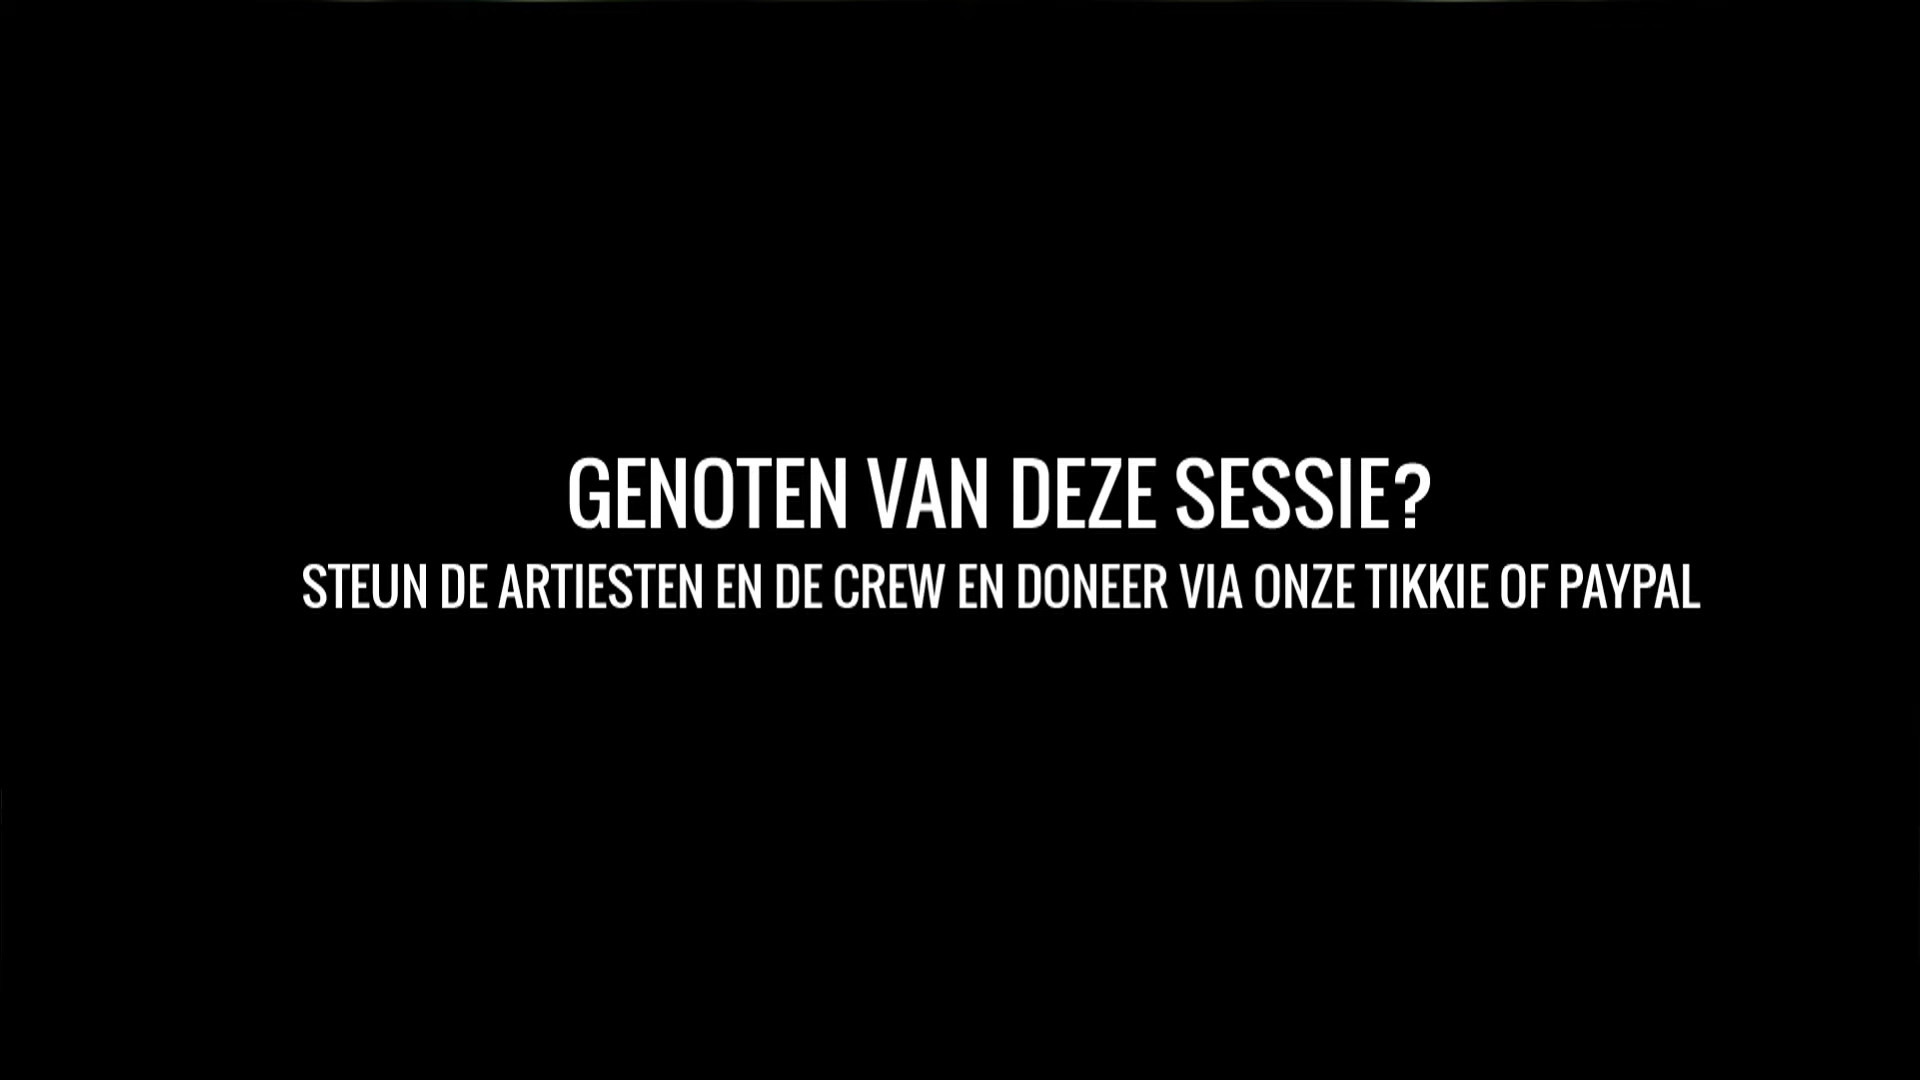 GENOTEN VAN DEZE SESSIE?
STEUN DE ARTIESTEN EN DE CREW EN DONEER VIA ONZE TIKKIE OF PAYPAL